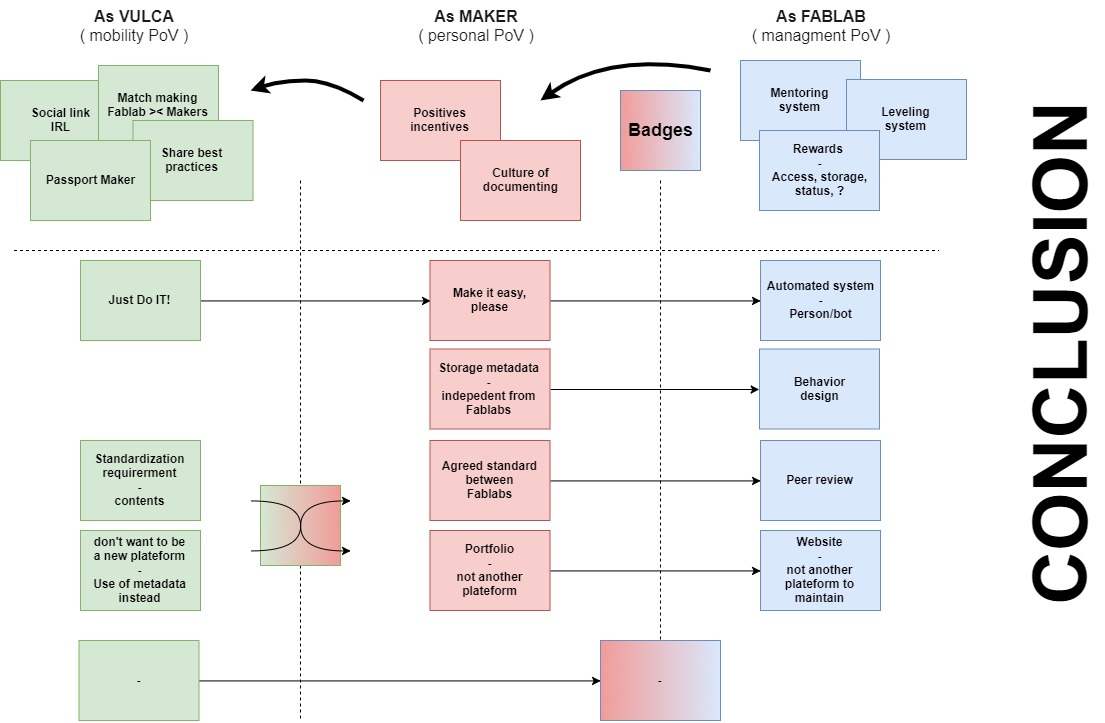 As VULCA
( mobility PoV )
As MAKER
( personal PoV )
As FABLAB
( managment PoV )
Social link
IRL
Match making
Fablab >< Makers
Share best
practices
Passport Maker
Positives
incentives
Culture of
documenting
Badges
Mentoring
system
Leveling
system
Rewards
-
Access, storage,
status, ?
Just Do IT!
Make it easy,
please
Automated system
-
Person/bot
Storage metadata
-
indepedent from
Fablabs
Behavior
design
Standardization
requirerment
-
contents
Agreed standard
between
Fablabs
Peer review
don't want to be
a new plateform
-
Use of metadata
instead
Portfolio
-
not another
plateform
Website
-
not another
plateform to
maintain
-
-
CONCLUSION